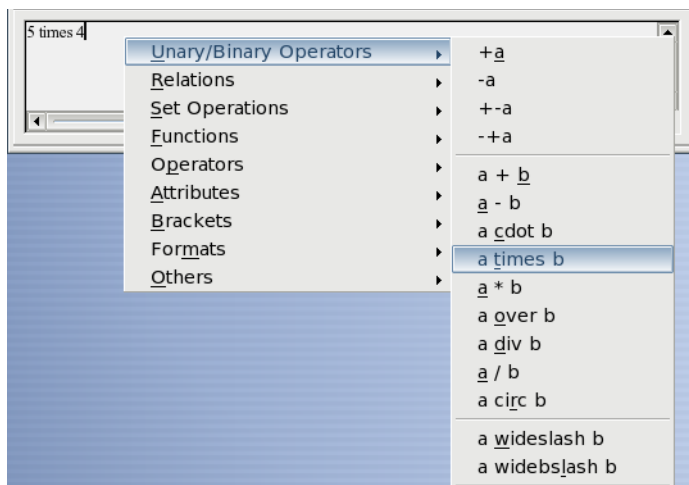 5 times 4
Unary/Binary Operators
Relations
Set Operations
Functions
Operators
Attributes
Brackets
Formats
Others
+a
-a
+-a
-+a
a + b
a - b
a cdot b
a times b
a * b
a over b
a div b
a / b
a circ b
a wideslash b
a widebslash b